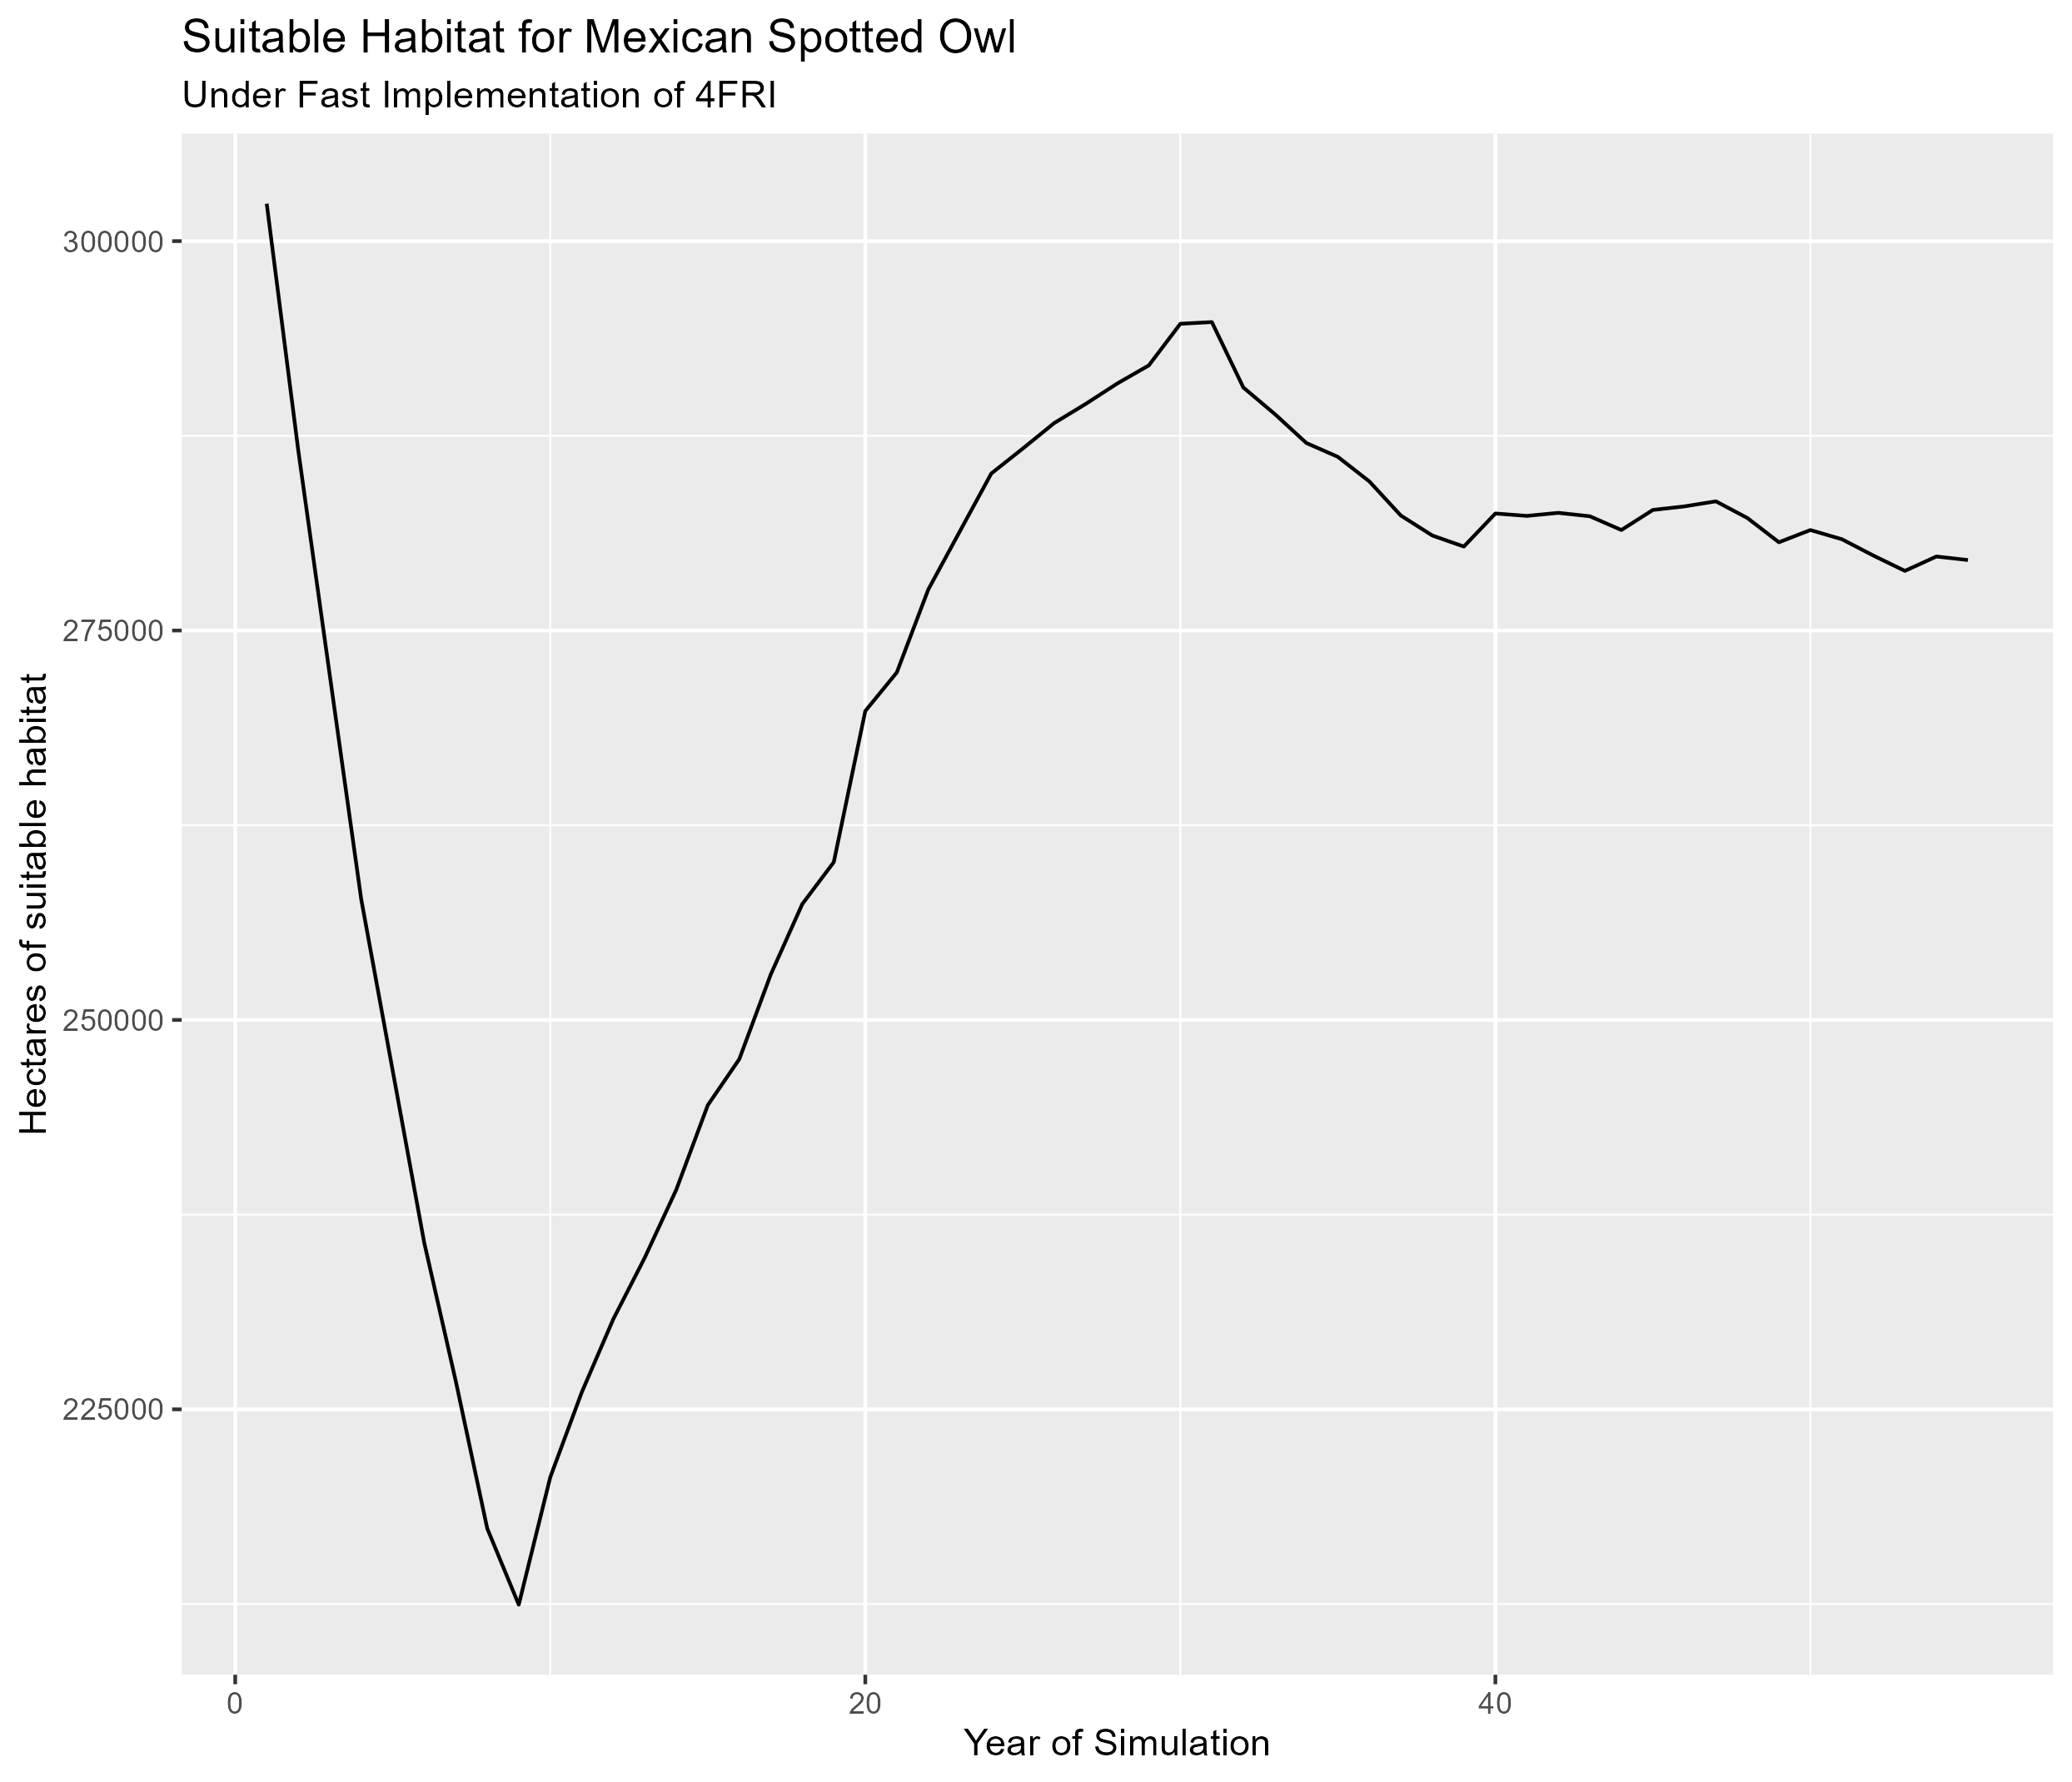 Suitable Habitat for Mexican Spotted Owl
Under Fast Implementation of 4FRI
300000
275000
250000
225000
Hectares of suitable habitat
0
20
40
Year of Simulation